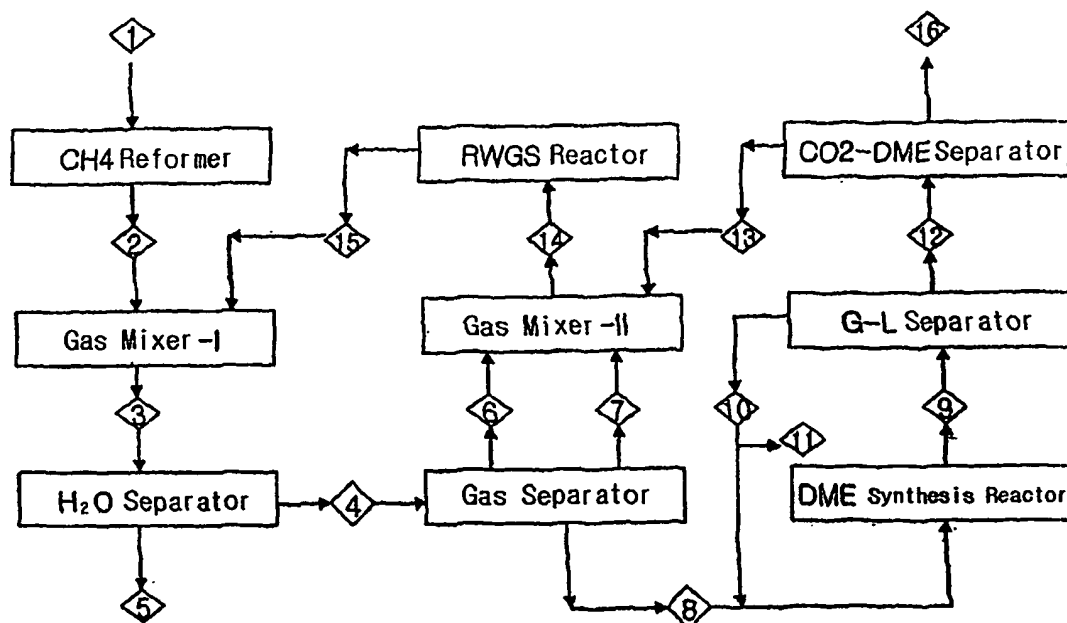 1
16
CH4 Reformer
RWGS Reactor
CO2-DME Separator
2
15
14
13
12
Gas Mixer-I
Gas Mixer-II
G-L Separator
3
6
7
10
9
11
H₂O Separator
4
Gas Separator
DME Synthesis Reactor
5
8